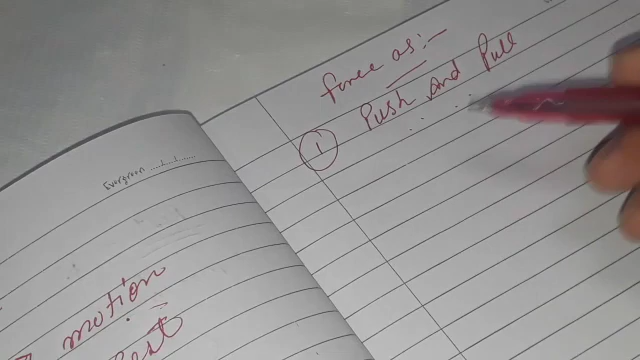 Evergreen
motion
Rest
force as:-
① Push and Pull